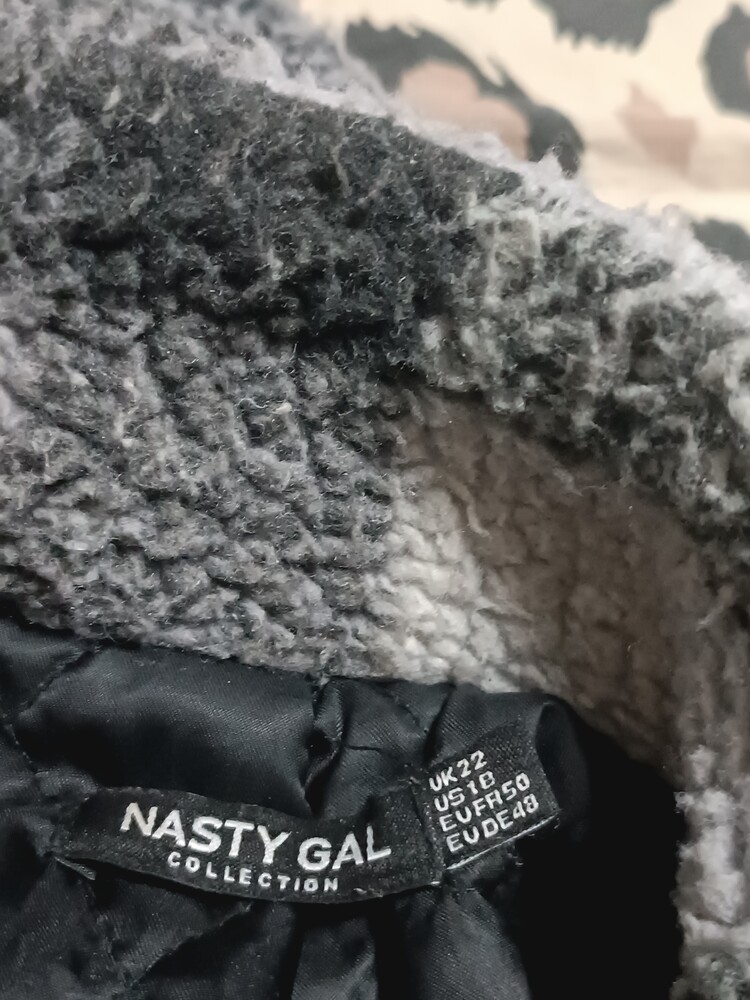 NASTY GAL
COLLECTION
UK22
US18
EUFR50
EUDE48